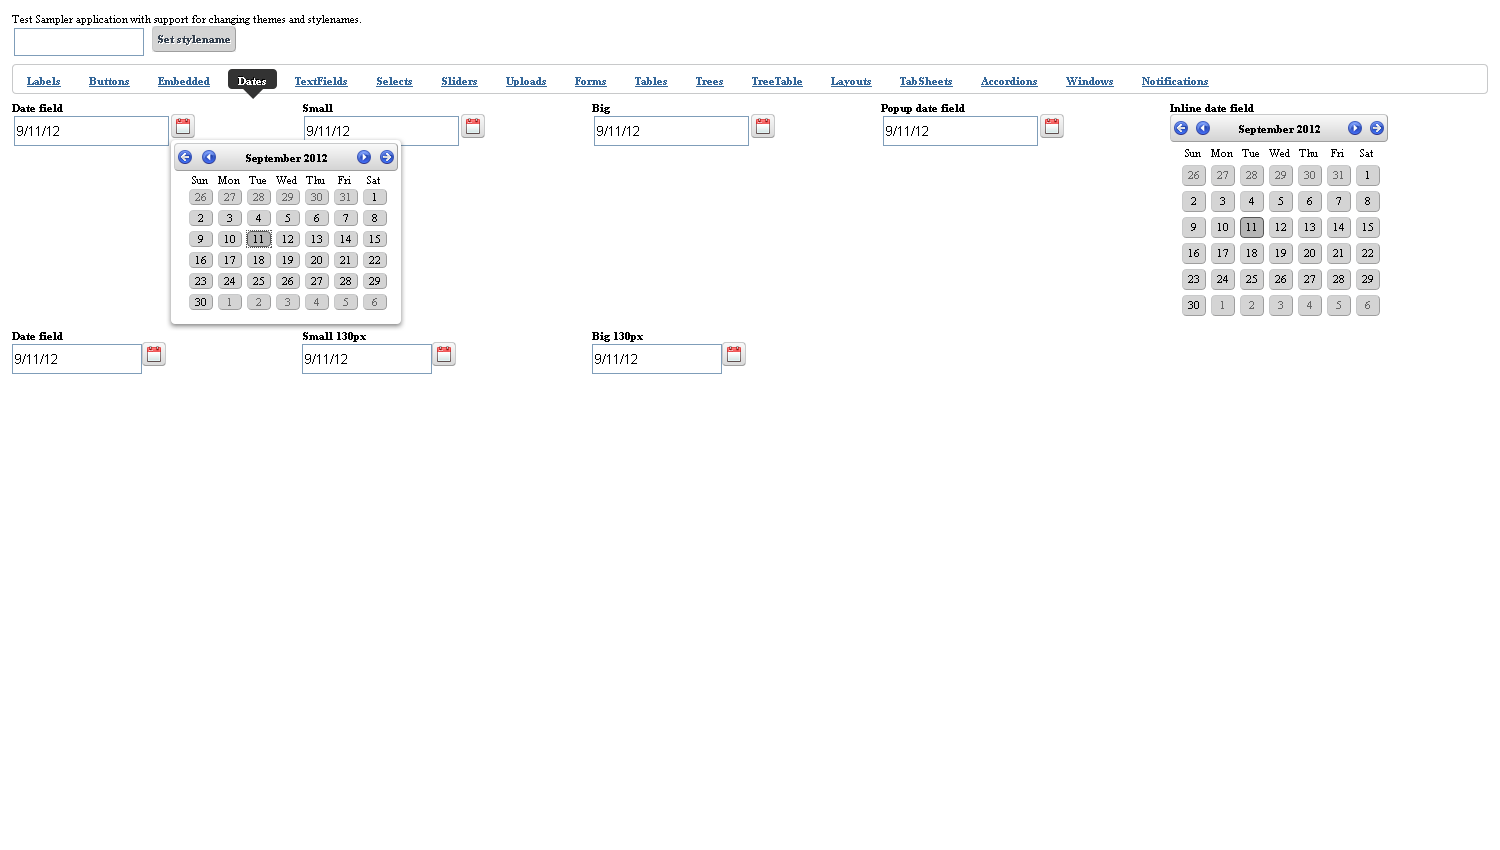 Test Sampler application with support for changing themes and stylenames.
Set stylename
Labels Buttons Embedded Dates TextFields Selects Sliders Uploads Forms Tables Trees TreeTable Layouts TabSheets Accordions Windows Notifications
Date field Small Big Popup date field Inline date field
9/11/12 9/11/12 9/11/12 9/11/12
September 2012
Sun Mon Tue Wed Thu Fri Sat
26 27 28 29 30 31 1
2 3 4 5 6 7 8
9 10 11 12 13 14 15
16 17 18 19 20 21 22
23 24 25 26 27 28 29
30 1 2 3 4 5 6
September 2012
Sun Mon Tue Wed Thu Fri Sat
26 27 28 29 30 31 1
2 3 4 5 6 7 8
9 10 11 12 13 14 15
16 17 18 19 20 21 22
23 24 25 26 27 28 29
30 1 2 3 4 5 6
Date field Small 130px Big 130px
9/11/12 9/11/12 9/11/12